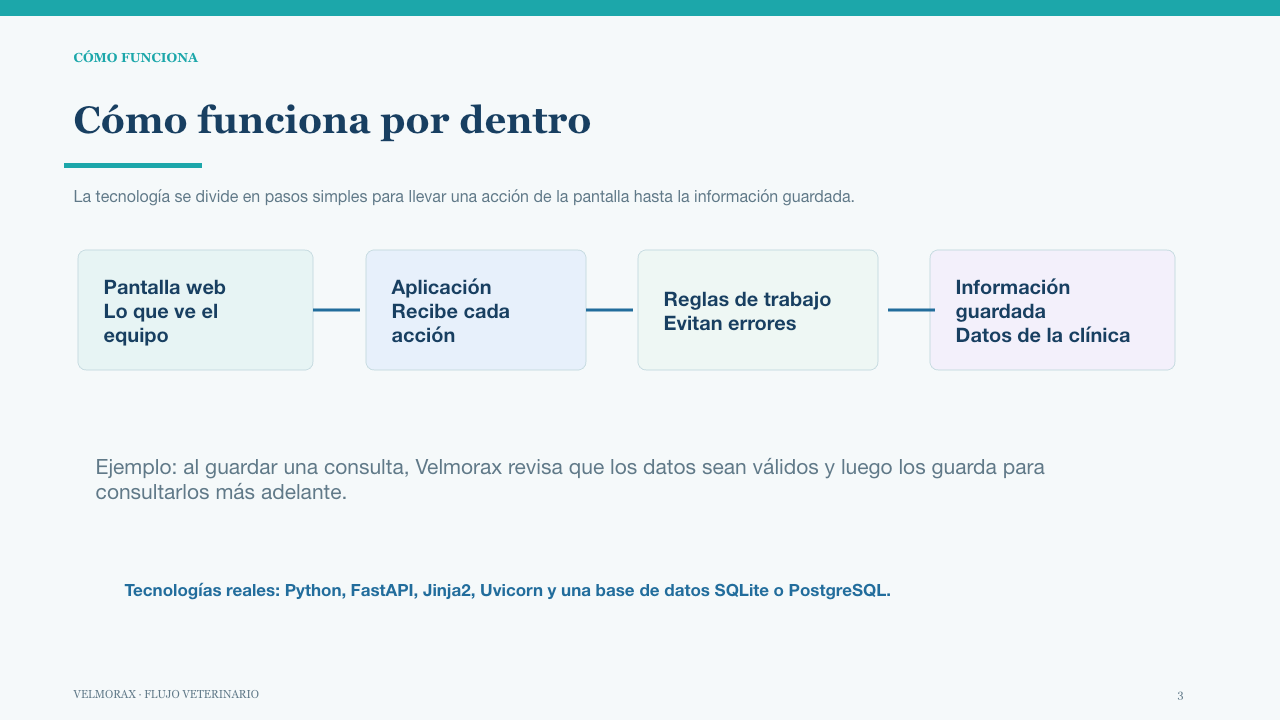 CÓMO FUNCIONA
Cómo funciona por dentro
La tecnología se divide en pasos simples para llevar una acción de la pantalla hasta la información guardada.
Pantalla web
Lo que ve el
equipo
Aplicación
Recibe cada
acción
Reglas de trabajo
Evitan errores
Información
guardada
Datos de la clínica
Ejemplo: al guardar una consulta, Velmorax revisa que los datos sean válidos y luego los guarda para
consultarlos más adelante.
Tecnologías reales: Python, FastAPI, Jinja2, Uvicorn y una base de datos SQLite o PostgreSQL.
VELMORAX · FLUJO VETERINARIO
3